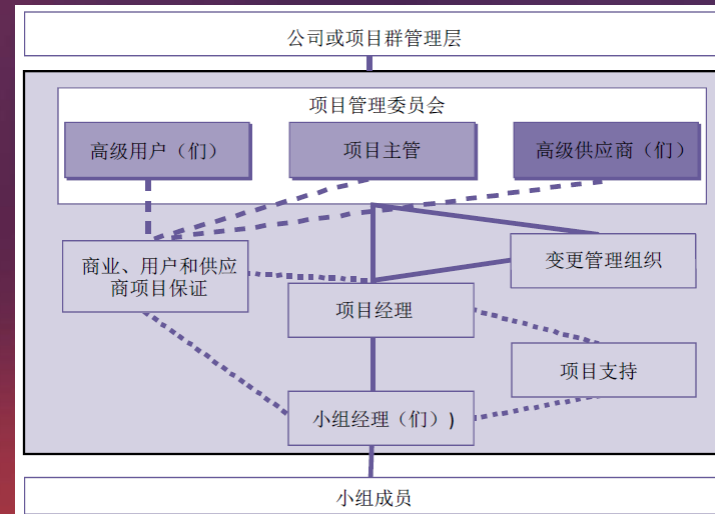 公司或项目群管理层
项目管理委员会
高级用户（们）
项目主管
高级供应商（们）
商业、用户和供应
商项目保证
变更管理组织
项目经理
项目支持
小组经理（们）)
小组成员